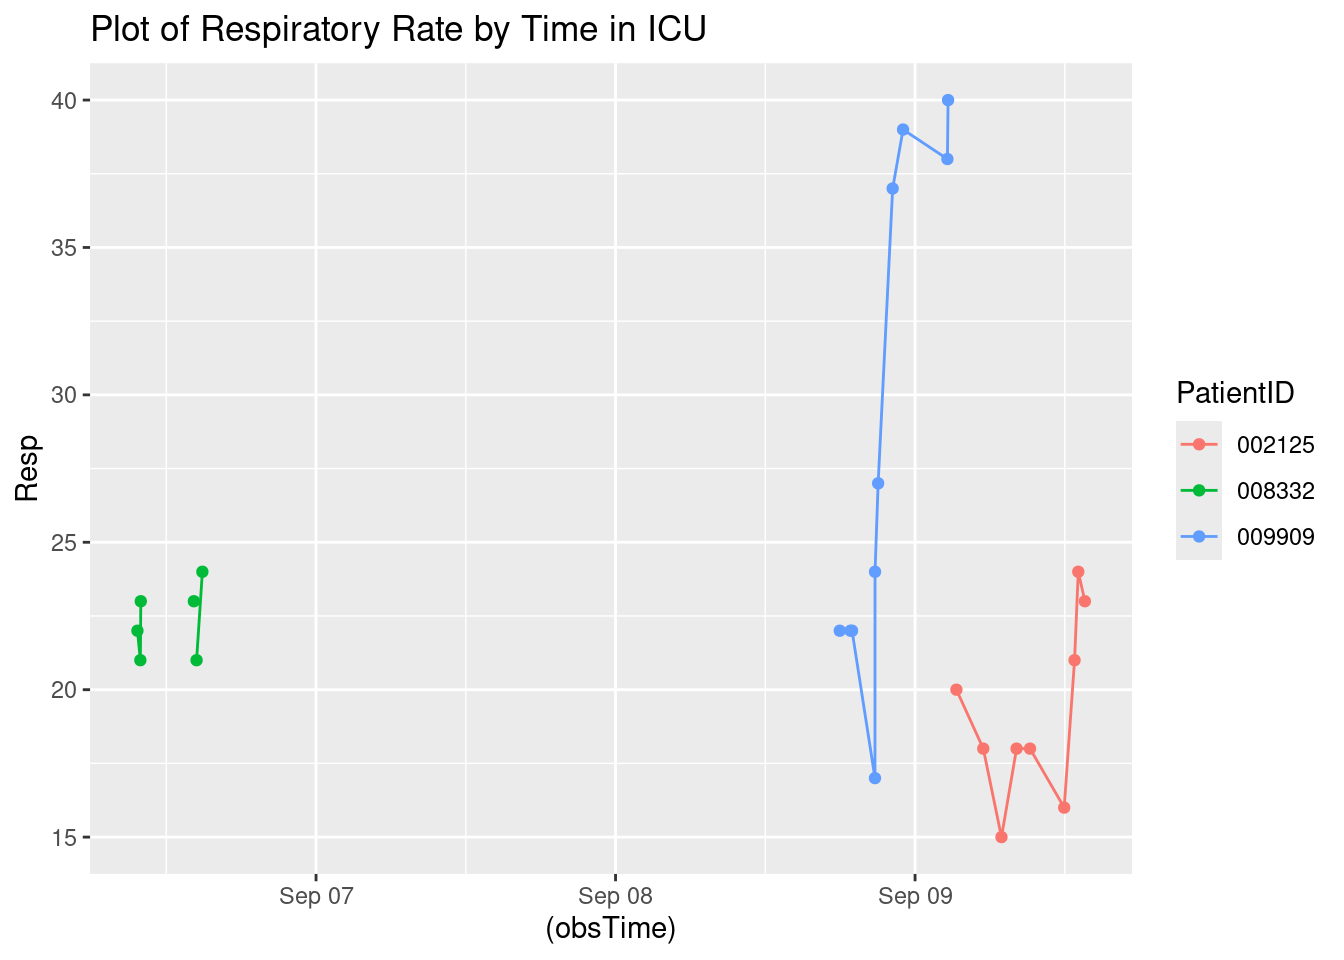 Plot of Respiratory Rate by Time in ICU
40
35
30
25
20
15
Resp
Sep 07
Sep 08
Sep 09
(obsTime)
PatientID
002125
008332
009909